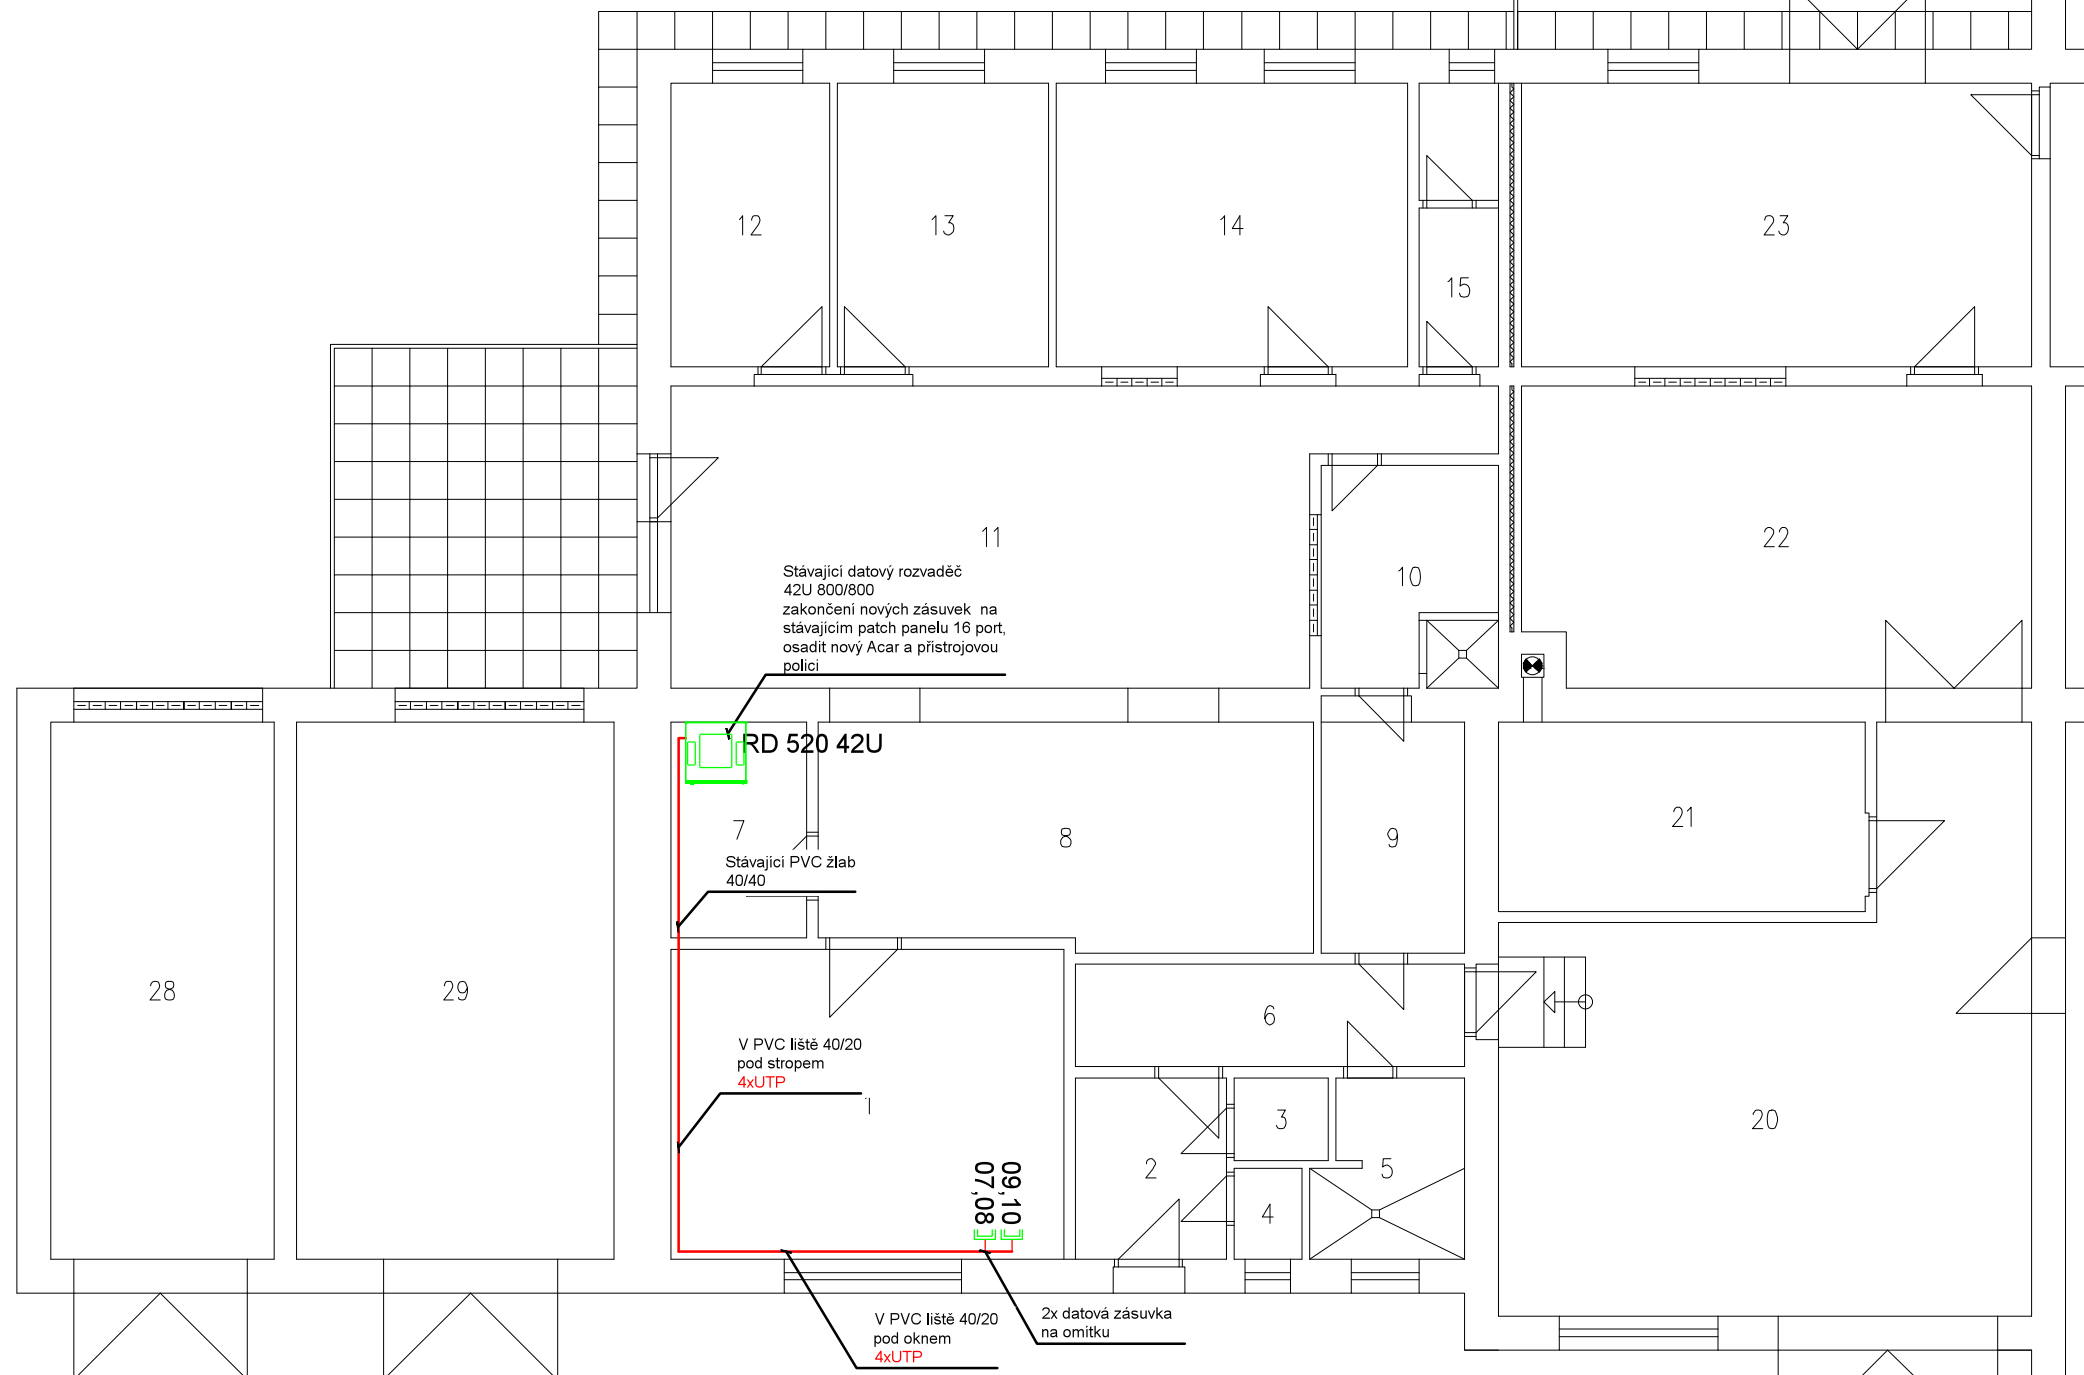 12
13
14
15
23
11
10
22
Stávající datový rozvaděč
42U 800/800
zakončení nových zásuvek na
stávajícím patch panelu 16 port,
osadit nový Acar a přístrojovou
polici
RD 520 42U
7
8
9
21
Stávající PVC žlab
40/40
28
29
6
V PVC liště 40/20
pod stropem
4xUTP
1
2
3
4
5
20
07,08
09,10
V PVC liště 40/20
pod oknem
4xUTP
2x datová zásuvka
na omítku